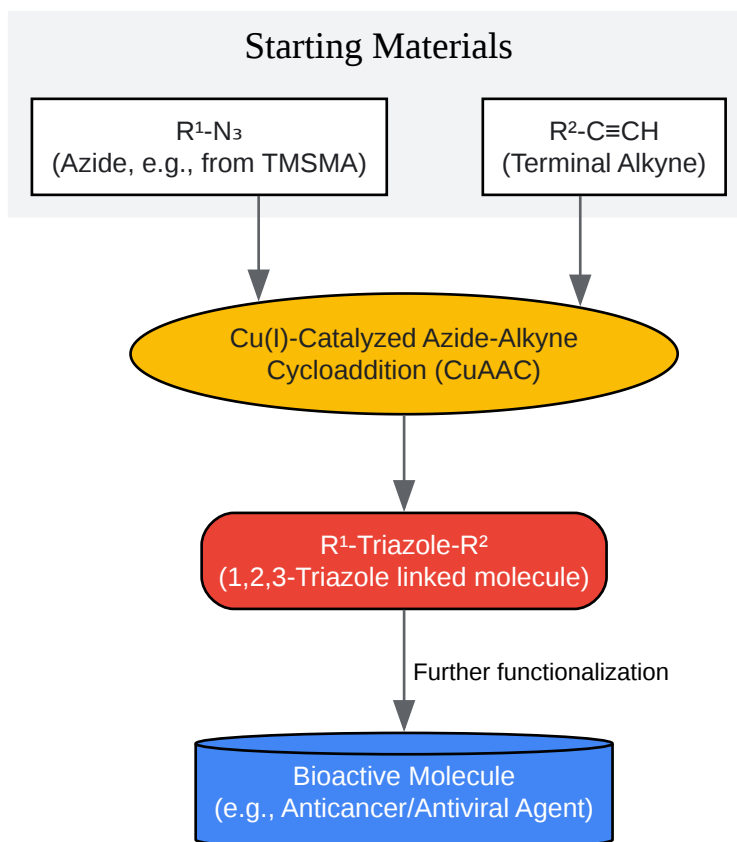 Starting Materials
R¹-N₃
(Azide, e.g., from TMSMA)
R²-C≡CH
(Terminal Alkyne)
Cu(I)-Catalyzed Azide-Alkyne
Cycloaddition (CuAAC)
R¹-Triazole-R²
(1,2,3-Triazole linked molecule)
Further functionalization
Bioactive Molecule
(e.g., Anticancer/Antiviral Agent)